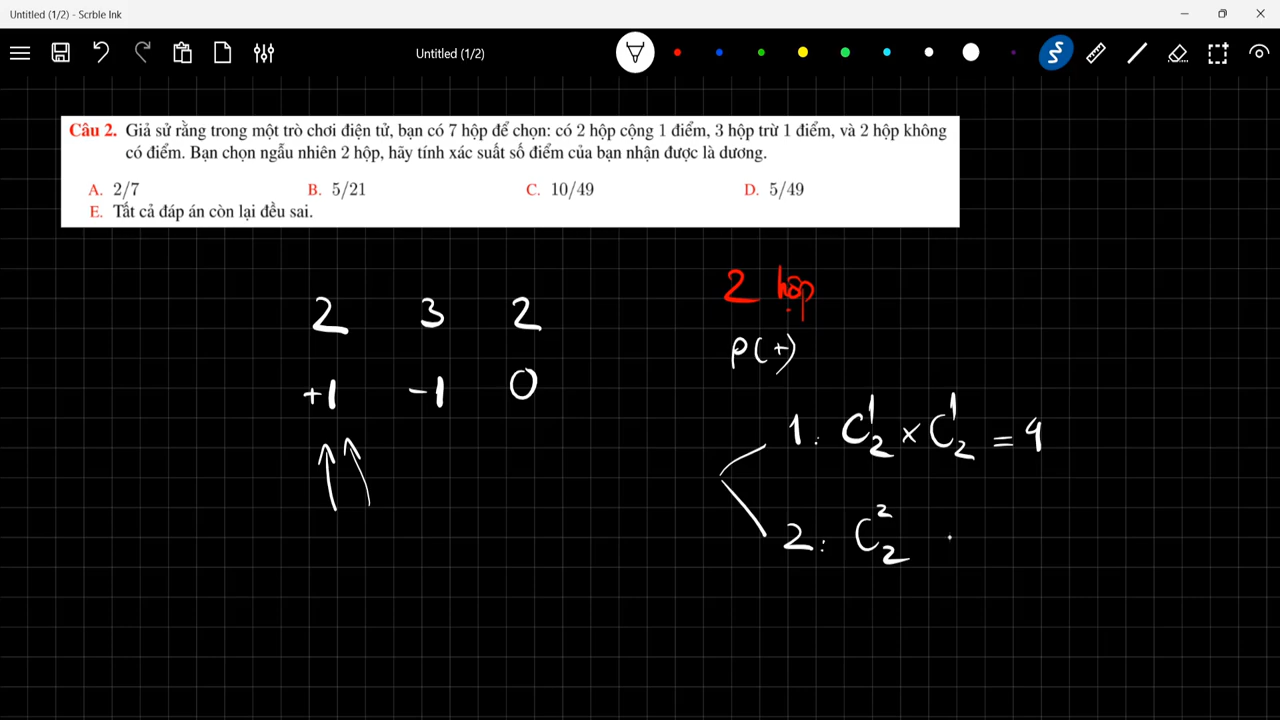 Untitled (1/2) - Scrble Ink
Untitled (1/2)
Câu 2. Giả sử rằng trong một trò chơi điện tử, bạn có 7 hộp để chọn: có 2 hộp cộng 1 điểm, 3 hộp trừ 1 điểm, và 2 hộp không
có điểm. Bạn chọn ngẫu nhiên 2 hộp, hãy tính xác suất số điểm của bạn nhận được là dương.
A. 2/7 B. 5/21 C. 10/49 D. 5/49
E. Tất cả đáp án còn lại đều sai.
2 hộp
2 3 2
P(+)
+1 -1 0
1: C₂¹ × C₂¹ = 4
2: C₂²